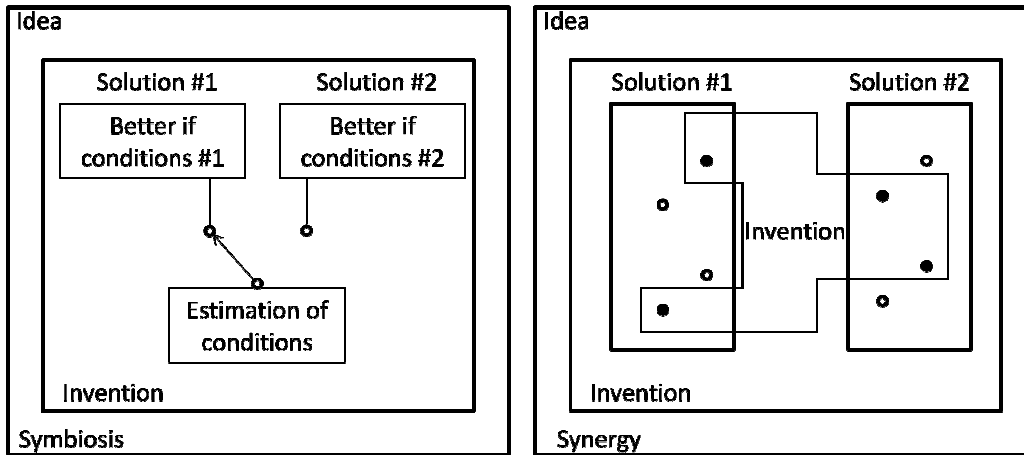 Idea
Solution #1
Solution #2
Better if
conditions #1
Better if
conditions #2
Estimation of
conditions
Invention
Symbiosis
Idea
Solution #1
Solution #2
Invention
Invention
Synergy